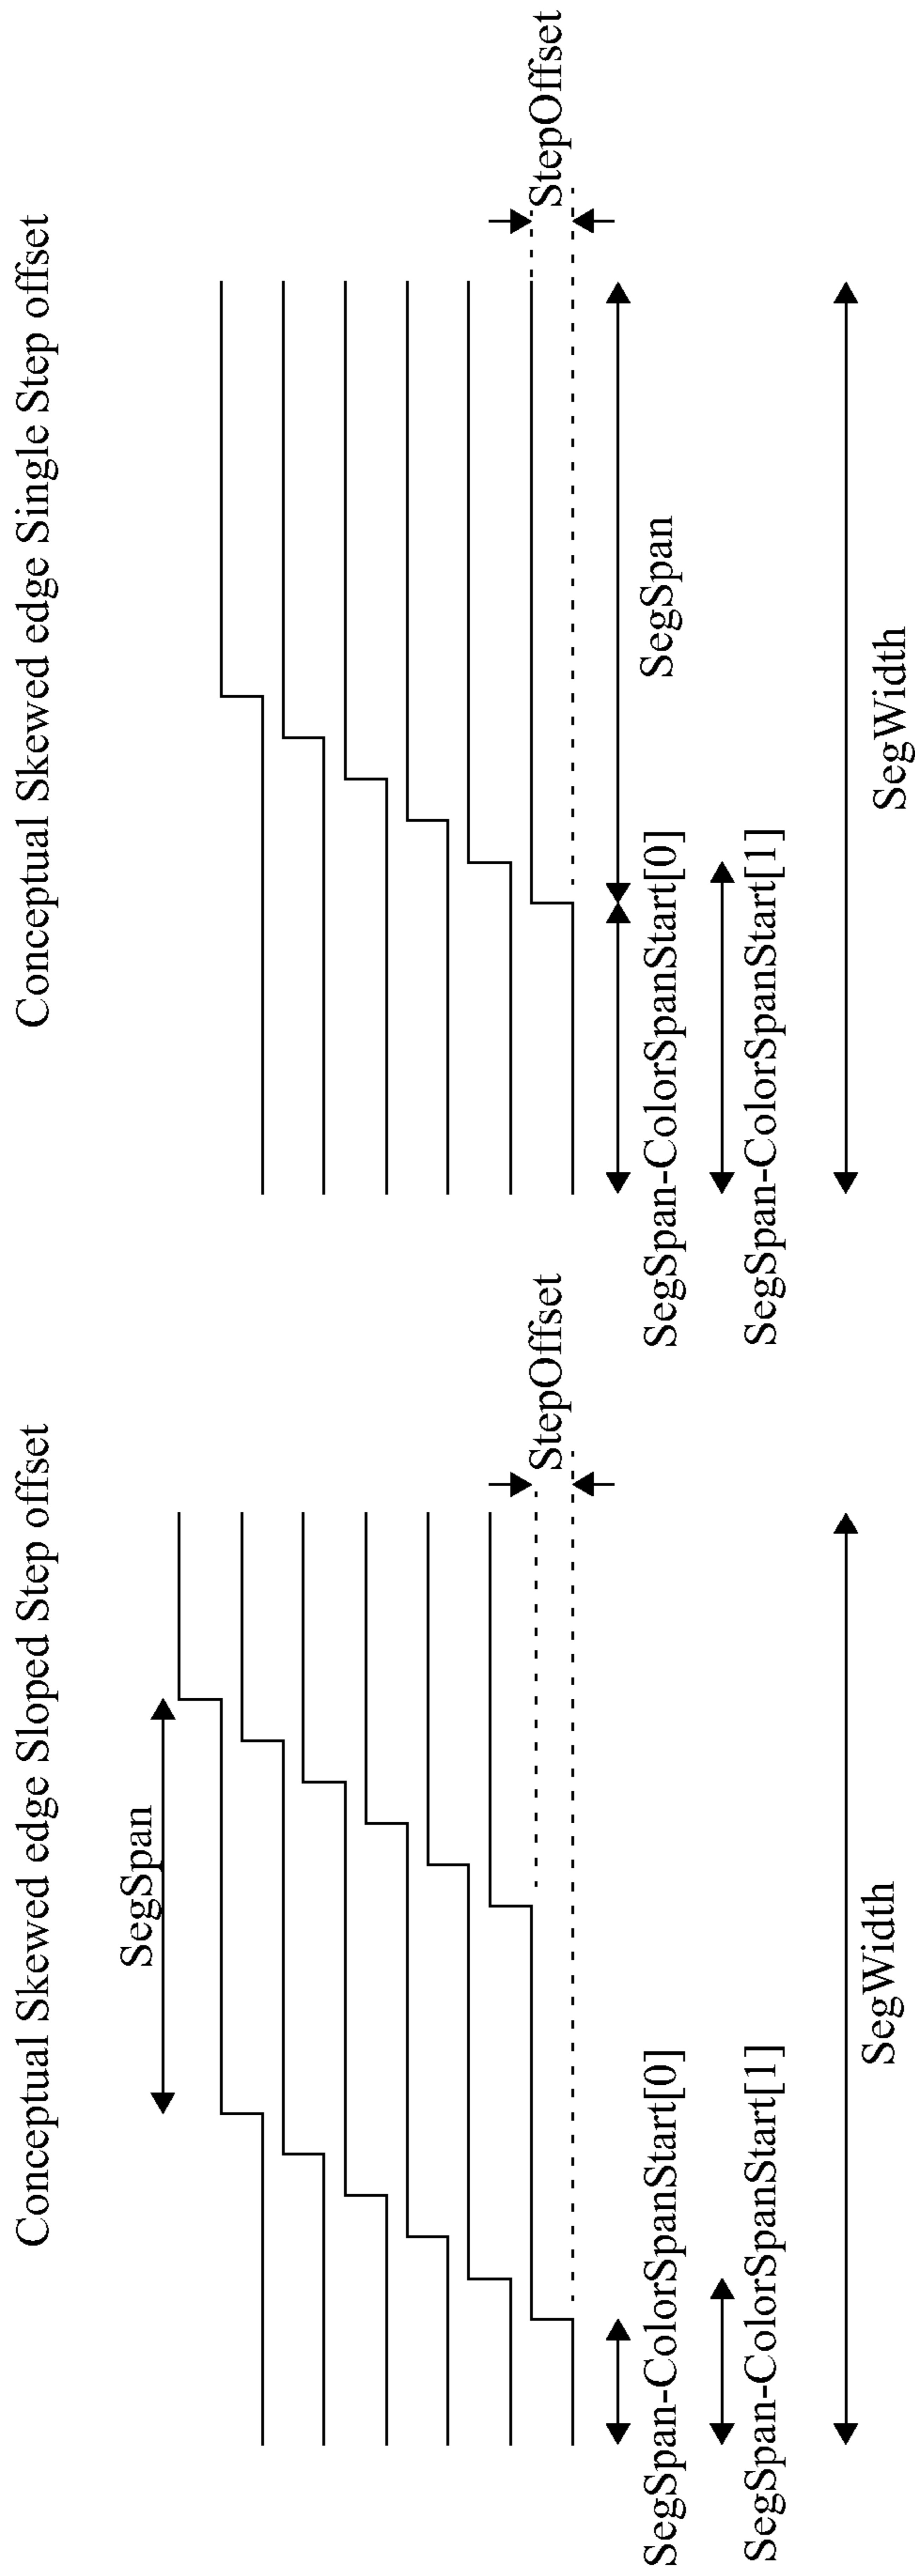 Conceptual Skewed edge Sloped Step offset
SegSpan
StepOffset
SegSpan-ColorSpanStart[0]
SegSpan-ColorSpanStart[1]
SegWidth
Conceptual Skewed edge Single Step offset
StepOffset
SegSpan
SegSpan-ColorSpanStart[0]
SegSpan-ColorSpanStart[1]
SegWidth